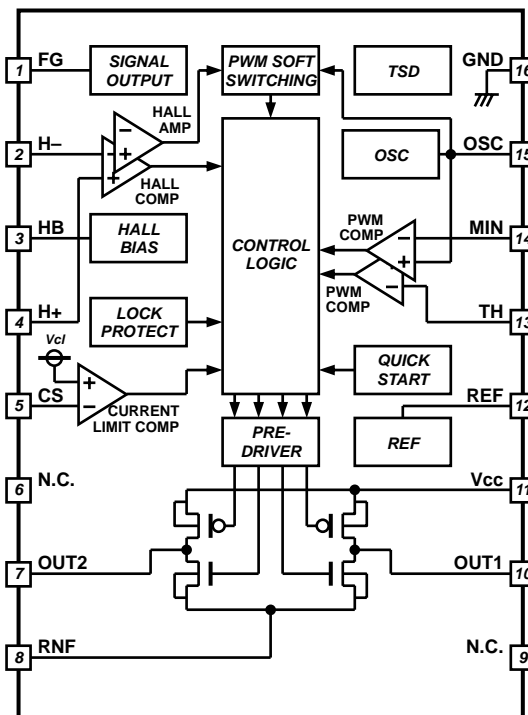 1 FG
SIGNAL
OUTPUT
PWM SOFT
SWITCHING
TSD
GND 16
HALL
AMP
2 H–
–
+
+
HALL
COMP
OSC
OSC 15
3 HB
HALL
BIAS
CONTROL
LOGIC
PWM
COMP
–
+
–
PWM
COMP
MIN 14
4 H+
LOCK
PROTECT
TH 13
Vcl
+
–
5 CS
CURRENT
LIMIT COMP
QUICK
START
REF 12
PRE-
DRIVER
REF
6 N.C.
Vcc 11
7 OUT2
OUT1 10
8 RNF
N.C. 9